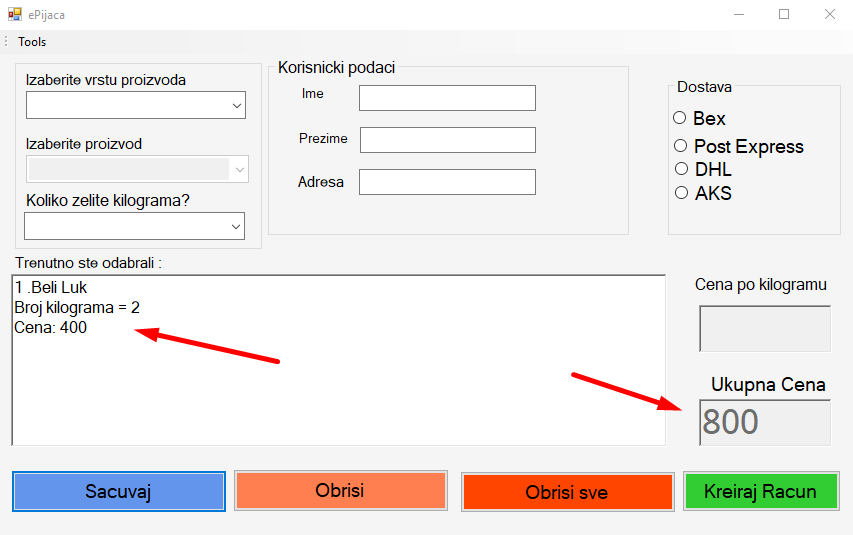 ePijaca
Tools
Izaberite vrstu proizvoda
Izaberite proizvod
Koliko zelite kilograma?
Korisnicki podaci
Ime
Prezime
Adresa
Dostava
Bex
Post Express
DHL
AKS
Trenutno ste odabrali :
1 .Beli Luk
Broj kilograma = 2
Cena: 400
Cena po kilogramu
Ukupna Cena
800
Sacuvaj
Obrisi
Obrisi sve
Kreiraj Racun